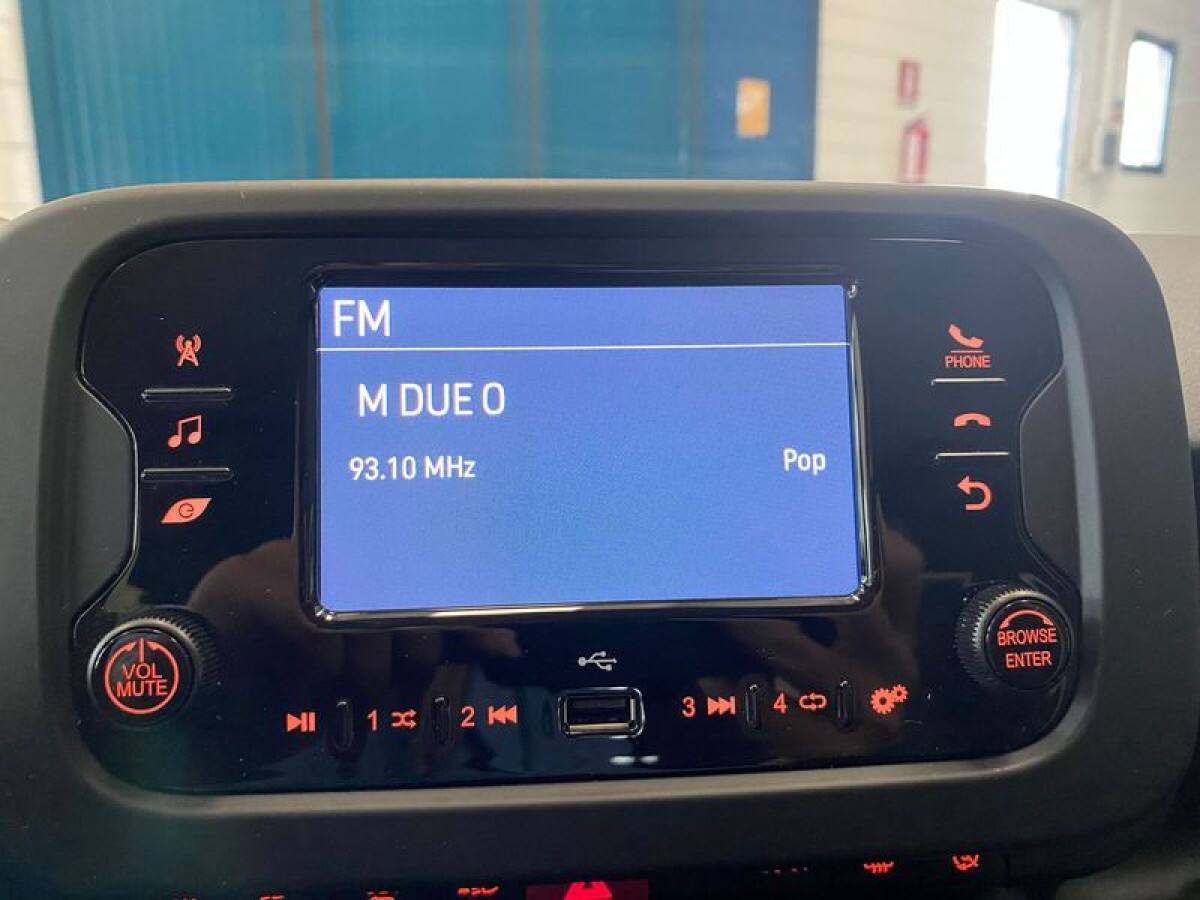 FM
M DUE O
93.10 MHz
Pop
PHONE
VOL
MUTE
BROWSE
ENTER
1
2
3
4